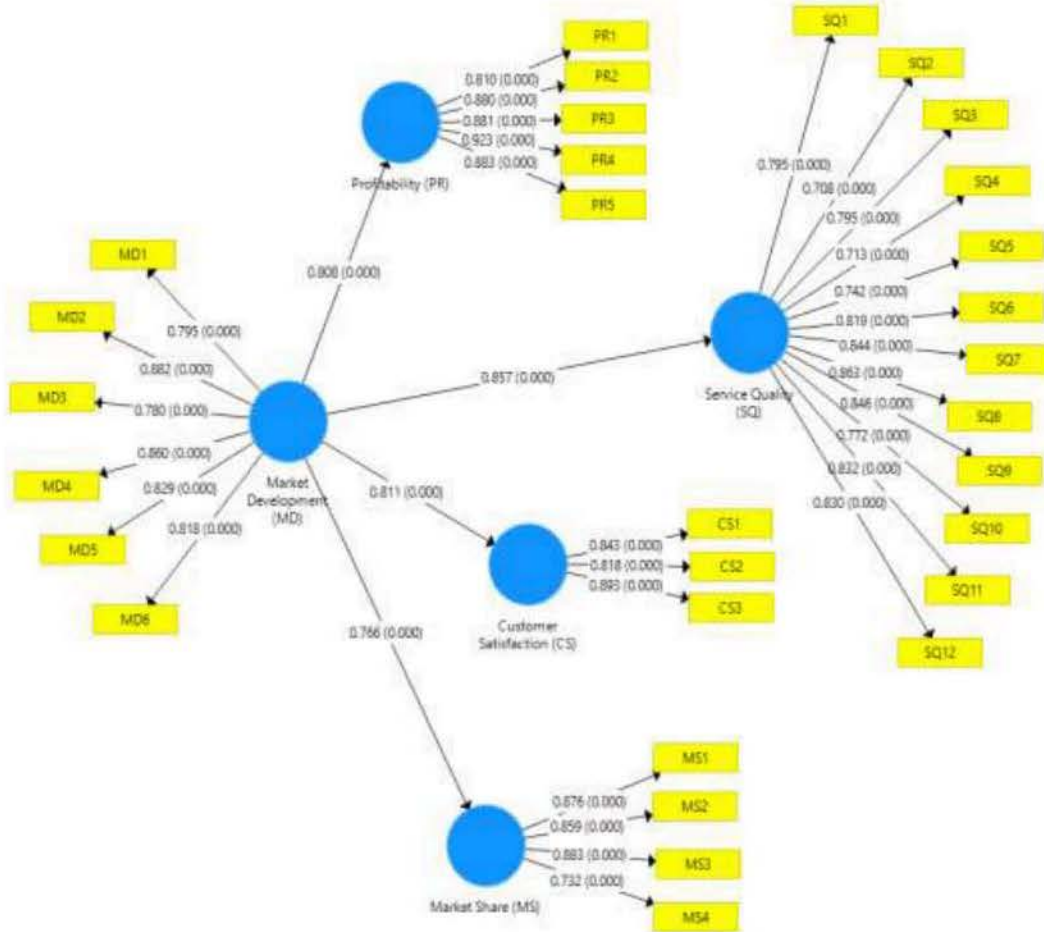 PR1
0.810 (0.000)
PR2
0.880 (0.000)
PR3
0.881 (0.000)
PR4
0.923 (0.000)
PR5
0.883 (0.000)
Profitability (PR)
0.808 (0.000)
MD1
0.795 (0.000)
MD2
0.882 (0.000)
MD3
0.780 (0.000)
MD4
0.860 (0.000)
MD5
0.829 (0.000)
MD6
0.818 (0.000)
Market
Development
(MD)
0.857 (0.000)
SQ1
0.795 (0.000)
SQ2
0.708 (0.000)
SQ3
0.795 (0.000)
SQ4
0.713 (0.000)
SQ5
0.742 (0.000)
SQ6
0.819 (0.000)
SQ7
0.844 (0.000)
SQ8
0.863 (0.000)
SQ9
0.846 (0.000)
SQ10
0.772 (0.000)
SQ11
0.832 (0.000)
SQ12
0.830 (0.000)
Service Quality
(SQ)
0.811 (0.000)
CS1
0.843 (0.000)
CS2
0.818 (0.000)
CS3
0.893 (0.000)
Customer
Satisfaction (CS)
0.766 (0.000)
MS1
0.876 (0.000)
MS2
0.859 (0.000)
MS3
0.883 (0.000)
MS4
0.732 (0.000)
Market Share (MS)